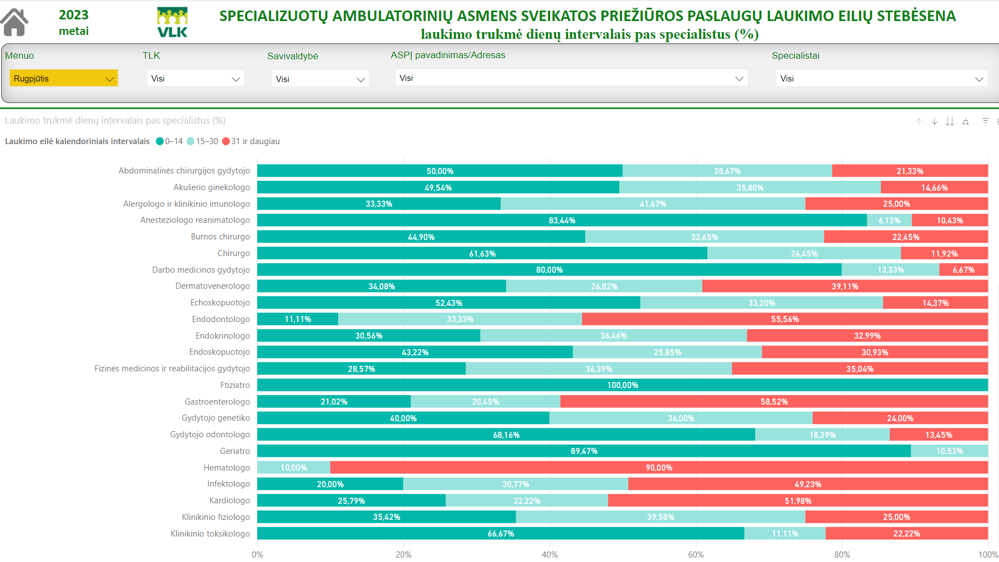 2023
metai
VLK
SPECIALIZUOTŲ AMBULATORINIŲ ASMENS SVEIKATOS PRIEŽIŪROS PASLAUGŲ LAUKIMO EILIŲ STEBĖSENA
laukimo trukmė dienų intervalais pas specialistus (%)
Mėnuo TLK Savivaldybė ASPĮ pavadinimas/Adresas Specialistai
Rugpjūtis Visi Visi Visi Visi
Laukimo trukmė dienų intervalais pas specialistus (%)
Laukimo eilė kalendoriniais intervalais 0–14 15–30 31 ir daugiau
Abdominalinės chirurgijos gydytojo 50,00% 28,67% 21,33%
Akušerio ginekologo 49,54% 35,80% 14,66%
Alergologo ir klinikinio imunologo 33,33% 41,67% 25,00%
Anesteziologo reanimatologo 83,44% 6,13% 10,43%
Burnos chirurgo 44,90% 32,65% 22,45%
Chirurgo 61,63% 26,45% 11,92%
Darbo medicinos gydytojo 80,00% 13,33% 6,67%
Dermatovenerologo 34,08% 26,82% 39,11%
Echoskopuotojo 52,43% 33,20% 14,37%
Endodontologo 11,11% 33,33% 55,56%
Endokrinologo 30,56% 36,46% 32,99%
Endoskopuotojo 43,22% 25,85% 30,93%
Fizinės medicinos ir reabilitacijos gydytojo 28,57% 36,39% 35,04%
Ftiziatro 100,00%
Gastroenterologo 21,02% 20,45% 58,52%
Gydytojo genetiko 40,00% 36,00% 24,00%
Gydytojo odontologo 68,16% 18,39% 13,45%
Geriatro 89,47% 10,53%
Hematologo 10,00% 90,00%
Infektologo 20,00% 30,77% 49,23%
Kardiologo 25,79% 22,22% 51,98%
Klinikinio fiziologo 35,42% 39,58% 25,00%
Klinikinio toksikologo 66,67% 11,11% 22,22%
0% 20% 40% 60% 80% 100%